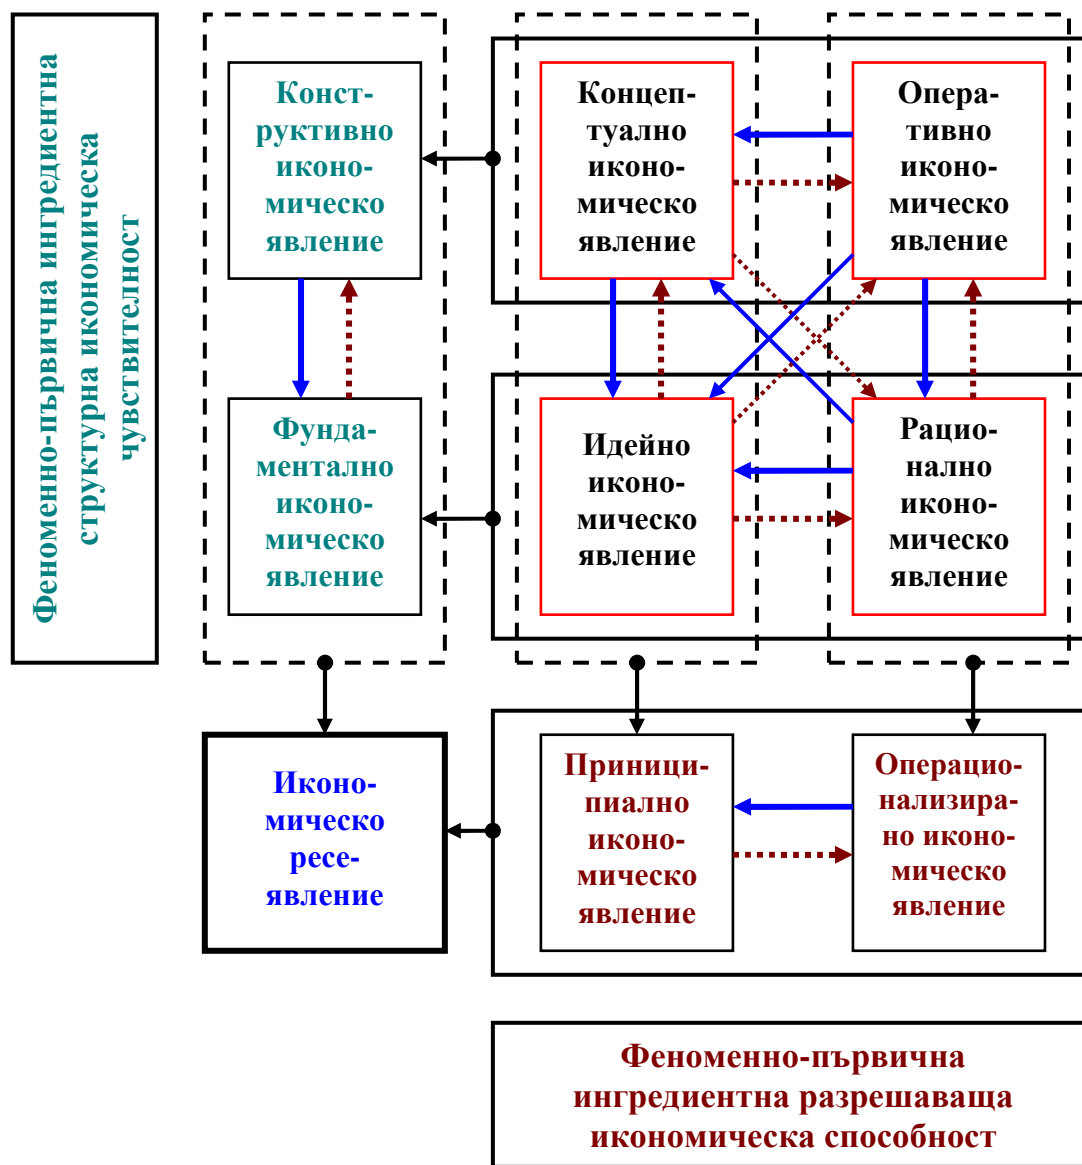 Феноменно-първична ингредиентна
структурна икономическа
чувствителност
Конст-
руктивно
иконо-
мическо
явление
Концеп-
туално
иконо-
мическо
явление
Опера-
тивно
иконо-
мическо
явление
Фунда-
ментално
иконо-
мическо
явление
Идейно
иконо-
мическо
явление
Рацио-
нално
иконо-
мическо
явление
Иконо-
мическо
ресе-
явление
Приници-
пиално
иконо-
мическо
явление
Операцио-
нализира-
но иконо-
мическо
явление
Феноменно-първична
ингредиентна разрешаваща
икономическа способност